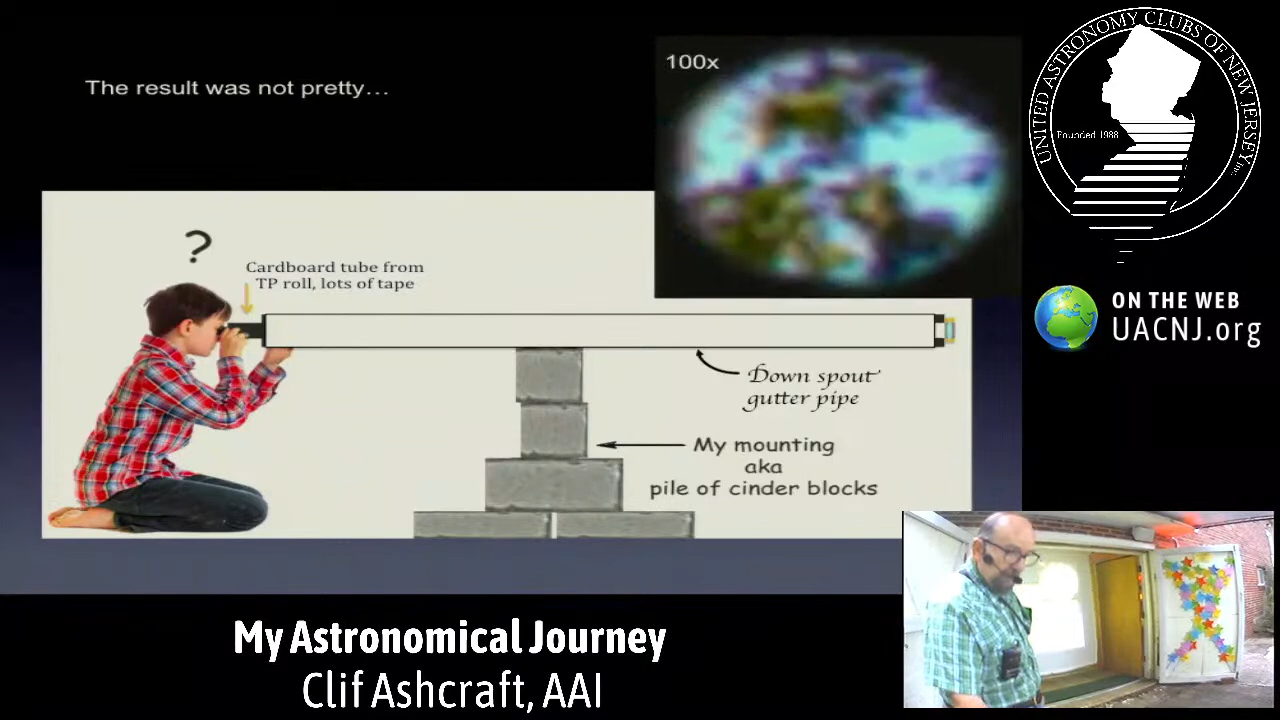 The result was not pretty...
100x
?
Cardboard tube from
TP roll, lots of tape
Down spout
gutter pipe
My mounting
aka
pile of cinder blocks
UNITED ASTRONOMY CLUBS OF NEW JERSEY, Inc.
Founded 1988
ON THE WEB
UACNJ.org
My Astronomical Journey
Clif Ashcraft, AAI